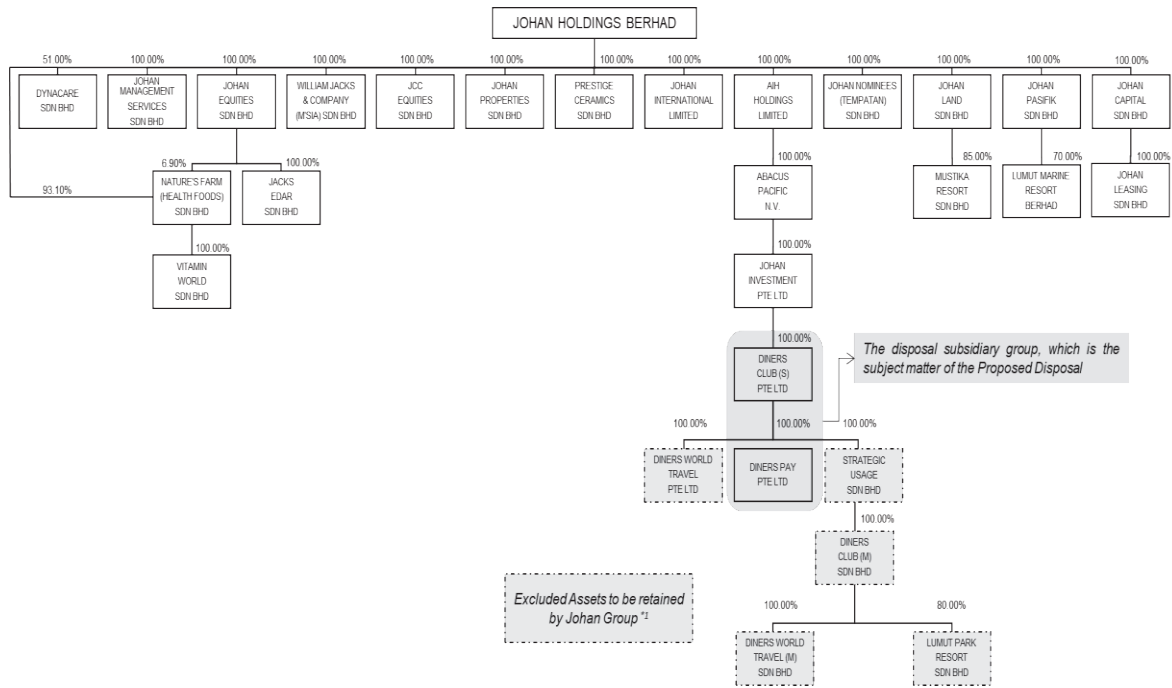 JOHAN HOLDINGS BERHAD
51.00%
100.00%
100.00%
100.00%
100.00%
100.00%
100.00%
100.00%
100.00%
100.00%
100.00%
100.00%
100.00%
DYNACARE
SDN BHD
JOHAN
MANAGEMENT
SERVICES
SDN BHD
JOHAN
EQUITIES
SDN BHD
WILLIAM JACKS
& COMPANY
(M'SIA) SDN BHD
JCC
EQUITIES
SDN BHD
JOHAN
PROPERTIES
SDN BHD
PRESTIGE
CERAMICS
SDN BHD
JOHAN
INTERNATIONAL
LIMITED
AIH
HOLDINGS
LIMITED
JOHAN NOMINEES
(TEMPATAN)
SDN BHD
JOHAN
LAND
SDN BHD
JOHAN
PASIFIK
SDN BHD
JOHAN
CAPITAL
SDN BHD
6.90%
100.00%
100.00%
85.00%
70.00%
100.00%
93.10%
NATURE'S FARM
(HEALTH FOODS)
SDN BHD
JACKS
EDAR
SDN BHD
ABACUS
PACIFIC
N.V.
MUSTIKA
RESORT
SDN BHD
LUMUT MARINE
RESORT
BERHAD
JOHAN
LEASING
SDN BHD
100.00%
100.00%
VITAMIN
WORLD
SDN BHD
JOHAN
INVESTMENT
PTE LTD
100.00%
DINERS
CLUB (S)
PTE LTD
The disposal subsidiary group, which is the
subject matter of the Proposed Disposal
100.00%
100.00%
100.00%
DINERS WORLD
TRAVEL
PTE LTD
DINERS PAY
PTE LTD
STRATEGIC
USAGE
SDN BHD
100.00%
DINERS
CLUB (M)
SDN BHD
Excluded Assets to be retained
by Johan Group *1
100.00%
80.00%
DINERS WORLD
TRAVEL (M)
SDN BHD
LUMUT PARK
RESORT
SDN BHD